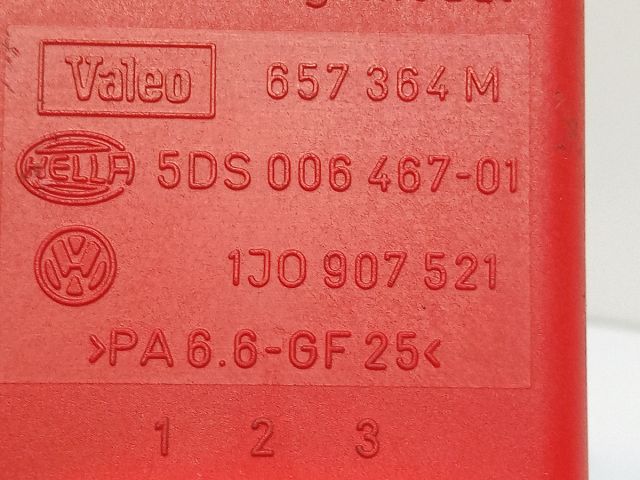 Valeo 657 364 M
HELLA 5DS 006 467-01
VW 1J0 907 521
>PA 6.6-GF 25<
1 2 3